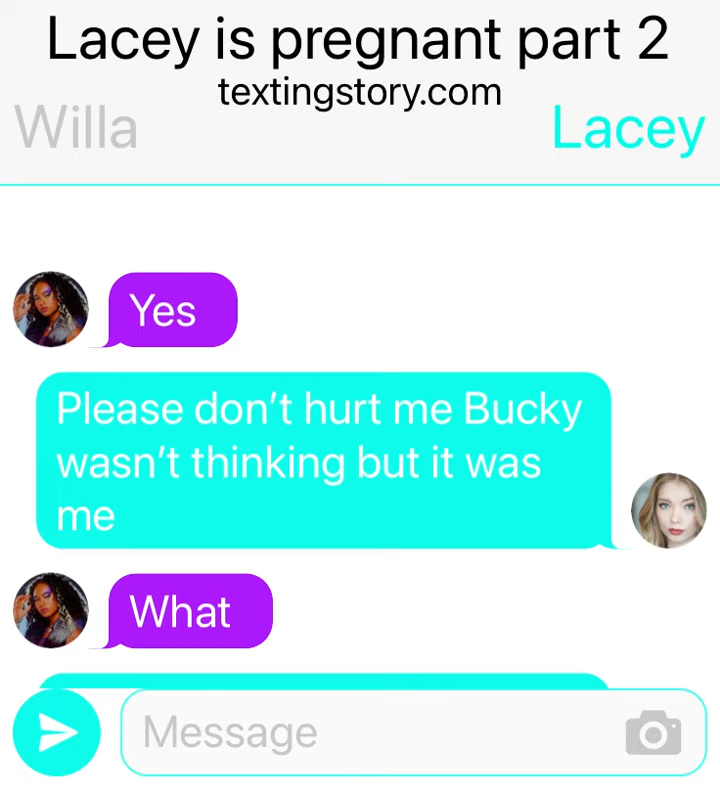 Lacey is pregnant part 2
textingstory.com
Willa
Lacey
Yes
Please don’t hurt me Bucky
wasn’t thinking but it was
me
What
Message